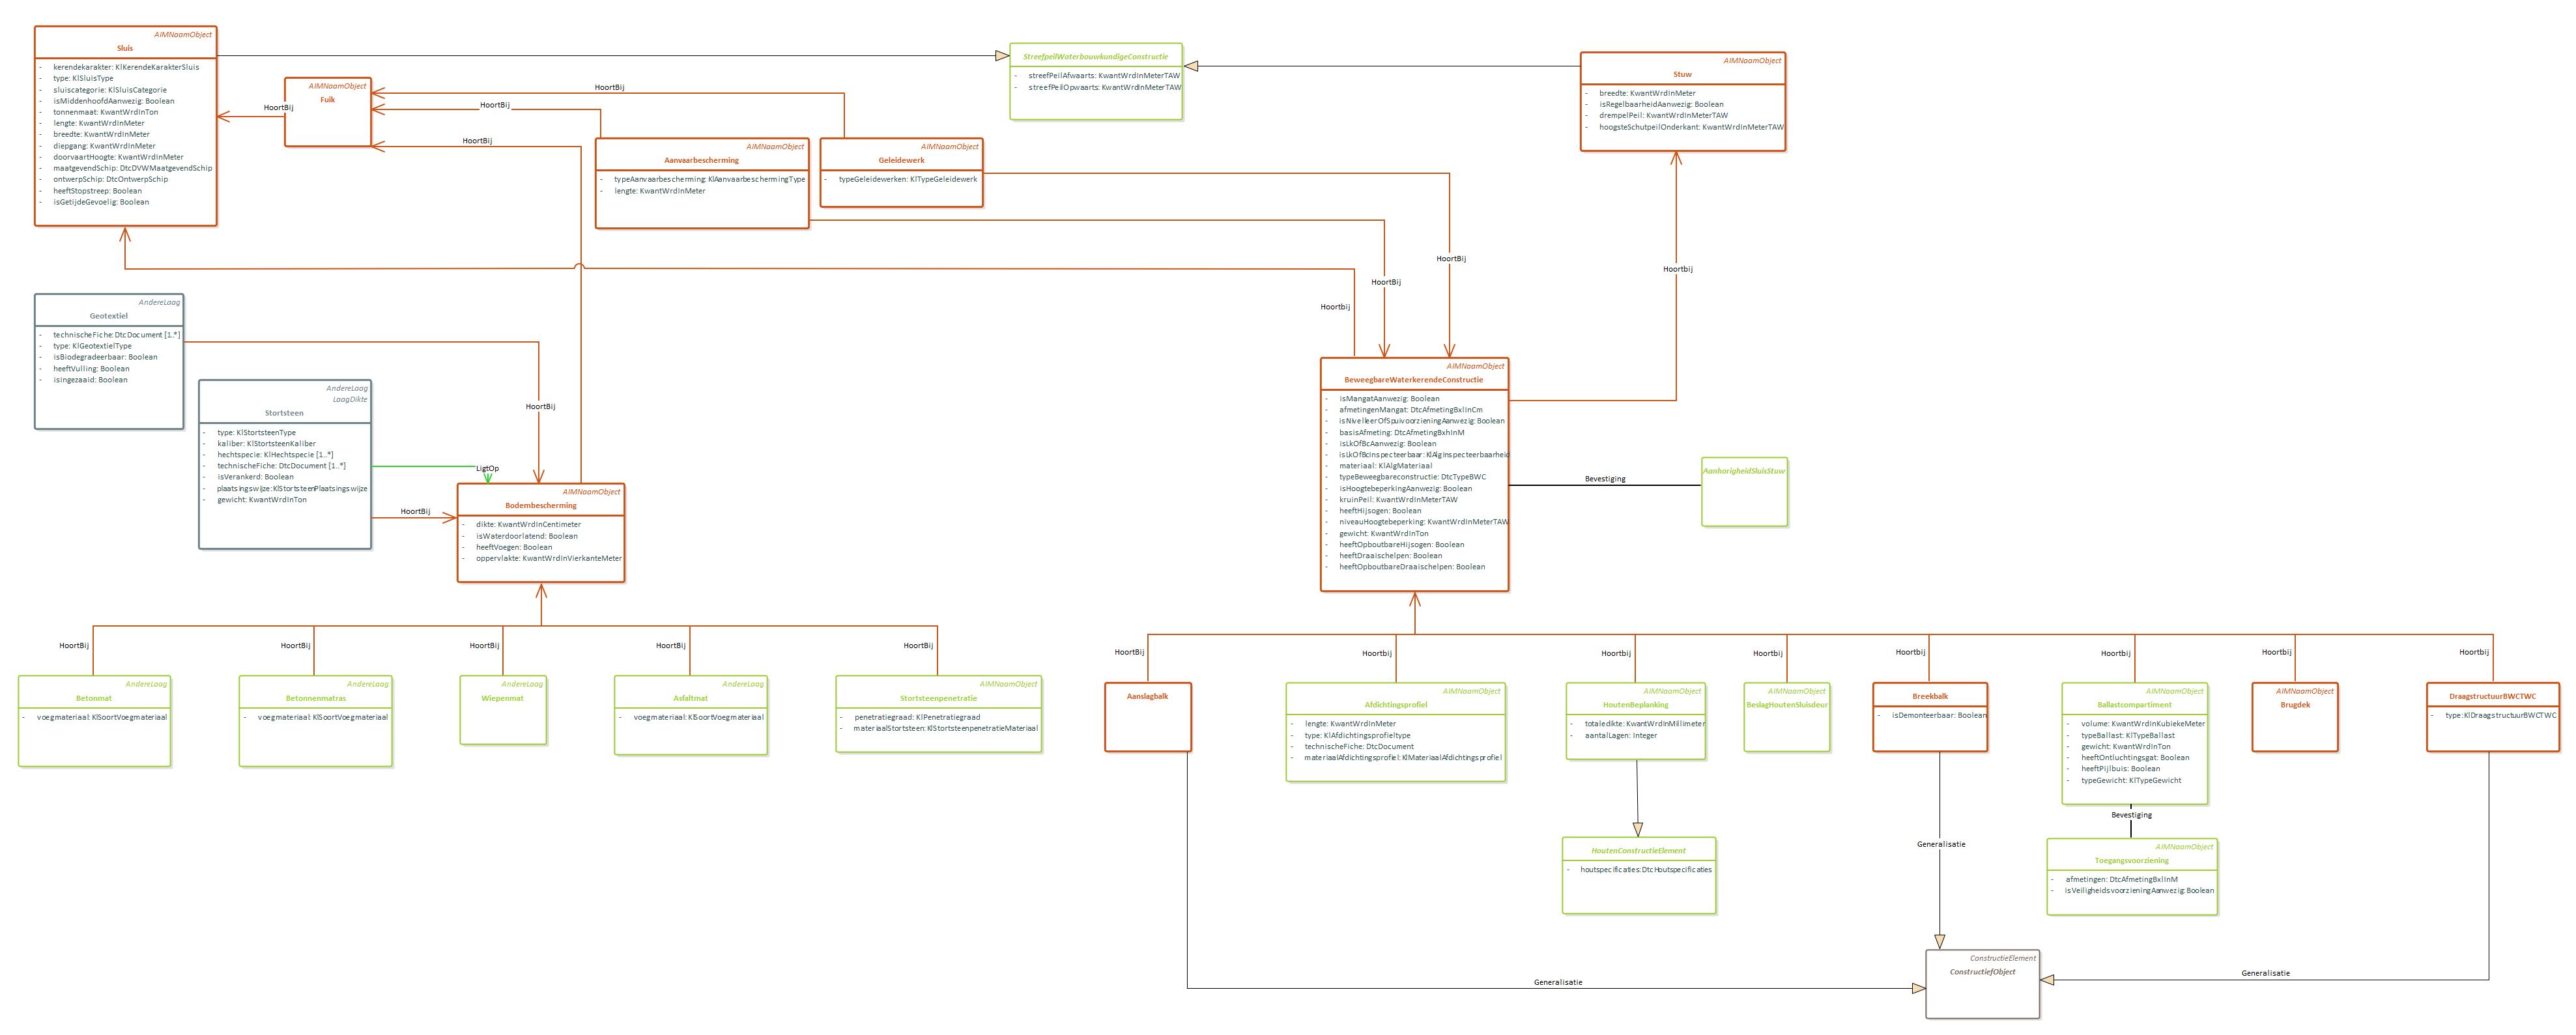 AIMNaamObject
Sluis
- kerendekarakter: KlKerendeKarakterSluis
- type: KlSluisType
- sluiscategorie: KlSluisCategorie
- isMiddenhoofdAanwezig: Boolean
- tonnenmaat: KwantWrdInTon
- lengte: KwantWrdInMeter
- breedte: KwantWrdInMeter
- diepgang: KwantWrdInMeter
- doorvaartHoogte: KwantWrdInMeter
- maatgevendSchip: DtcDVWMaatgevendSchip
- ontwerpSchip: DtcOntwerpSchip
- heeftStopstreep: Boolean
- isGetijdeGevoelig: Boolean
HoortBij
AIMNaamObject
Fuik
HoortBij
HoortBij
HoortBij
AIMNaamObject
Aanvaarbescherming
- typeAanvaarbescherming: KlAanvaarbeschermingType
- lengte: KwantWrdInMeter
AIMNaamObject
Geleidewerk
- typeGeleidewerken: KlTypeGeleidewerk
StreefpeilWaterbouwkundigeConstructie
- streefPeilAfwaarts: KwantWrdInMeterTAW
- streefPeilOpwaarts: KwantWrdInMeterTAW
AIMNaamObject
Stuw
- breedte: KwantWrdInMeter
- isRegelbaarheidAanwezig: Boolean
- drempelPeil: KwantWrdInMeterTAW
- hoogsteSchutpeilOnderkant: KwantWrdInMeterTAW
HoortBij
Hoortbij
HoortBij
Hoortbij
AndereLaag
Geotextiel
- technischeFiche: DtcDocument [1..*]
- type: KlGeotextielType
- isBiodegradeerbaar: Boolean
- heeftVulling: Boolean
- isIngezaaid: Boolean
HoortBij
AndereLaag
LaagDikte
Stortsteen
- type: KlStortsteenType
- kaliber: KlStortsteenKaliber
- hechtspecie: KlHechtspecie [1..*]
- technischeFiche: DtcDocument [1..*]
- isVerankerd: Boolean
- plaatsingswijze: KlStortsteenPlaatsingswijze
- gewicht: KwantWrdInTon
LigtOp
HoortBij
AIMNaamObject
Bodembescherming
- dikte: KwantWrdInCentimeter
- isWaterdoorlatend: Boolean
- heeftVoegen: Boolean
- oppervlakte: KwantWrdInVierkanteMeter
AIMNaamObject
BeweegbareWaterkerendeConstructie
- isMangatAanwezig: Boolean
- afmetingenMangat: DtcAfmetingBxlInCm
- isNivelleerOfSpuivoorzieningAanwezig: Boolean
- basisAfmeting: DtcAfmetingBxhInM
- isLkOfBcAanwezig: Boolean
- isLkOfBcInspecteerbaar: KlAlgInspecteerbaarheid
- materiaal: KlAlgMateriaal
- typeBeweegbareconstructie: DtcTypeBWC
- isHoogtebeperkingAanwezig: Boolean
- kruinPeil: KwantWrdInMeterTAW
- heeftHijsogen: Boolean
- niveauHoogtebeperking: KwantWrdInMeterTAW
- gewicht: KwantWrdInTon
- heeftOpboutbareHijsogen: Boolean
- heeftDraaischelpen: Boolean
- heeftOpboutbareDraaischelpen: Boolean
Bevestiging
AanhorigheidSluisStuw
HoortBij
HoortBij
HoortBij
HoortBij
HoortBij
AndereLaag
Betonmat
- voegmateriaal: KlSoortVoegmateriaal
AndereLaag
Betonnenmatras
- voegmateriaal: KlSoortVoegmateriaal
AndereLaag
Wiepenmat
AndereLaag
Asfaltmat
- voegmateriaal: KlSoortVoegmateriaal
AIMNaamObject
Stortsteenpenetratie
- penetratiegraad: KlPenetratiegraad
- materiaalStortsteen: KlStortsteenpenetratieMateriaal
HoortBij
Hoortbij
Hoortbij
Hoortbij
Hoortbij
Hoortbij
Hoortbij
Hoortbij
Aanslagbalk
AIMNaamObject
Afdichtingsprofiel
- lengte: KwantWrdInMeter
- type: KlAfdichtingsprofieltype
- technischeFiche: DtcDocument
- materiaalAfdichtingsprofiel: KlMateriaalAfdichtingsprofiel
AIMNaamObject
HoutenBeplanking
- totaledikte: KwantWrdInMillimeter
- aantalLagen: Integer
AIMNaamObject
BeslagHoutenSluisdeur
Breekbalk
- isDemonteerbaar: Boolean
AIMNaamObject
Ballastcompartiment
- volume: KwantWrdInKubiekeMeter
- typeBallast: KlTypeBallast
- gewicht: KwantWrdInTon
- heeftOntluchtingsgat: Boolean
- heeftPijlbuis: Boolean
- typeGewicht: KlTypeGewicht
AIMNaamObject
Brugdek
DraagstructuurBWCTWC
- type: KlDraagstructuurBWCTWC
Bevestiging
HoutenConstructieElement
- houtspecificaties: DtcHoutspecificaties
Generalisatie
AIMNaamObject
Toegangsvoorziening
- afmetingen: DtcAfmetingBxlInM
- isVeiligheidsvoorzieningAanwezig: Boolean
ConstructieElement
ConstructiefObject
Generalisatie
Generalisatie